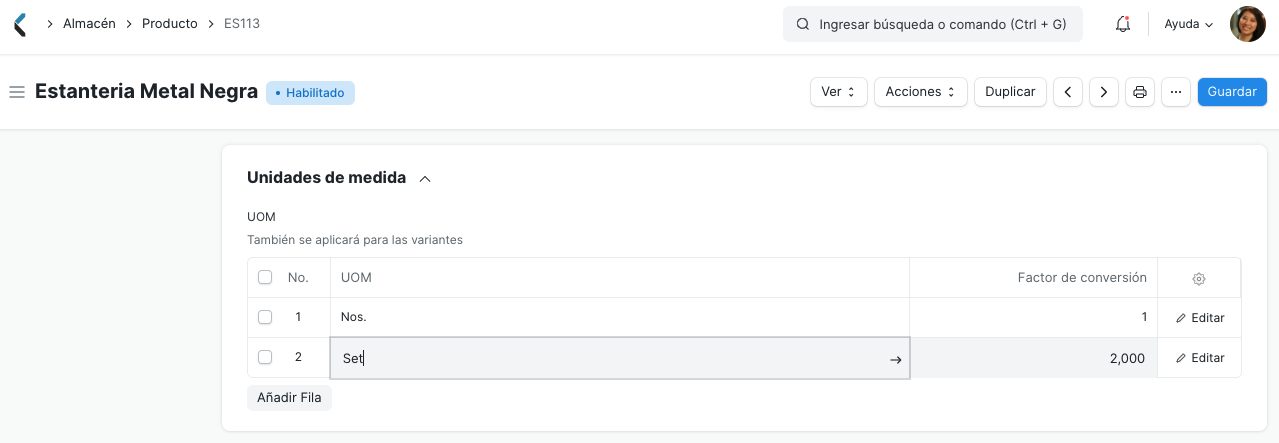 Almacén Producto ES113
Ingresar búsqueda o comando (Ctrl + G)
Ayuda
Estanteria Metal Negra
Habilitado
Ver
Acciones
Duplicar
Guardar
Unidades de medida
UOM
También se aplicará para las variantes
No. UOM Factor de conversión
1 Nos. 1 Editar
2 Set 2,000 Editar
Añadir Fila